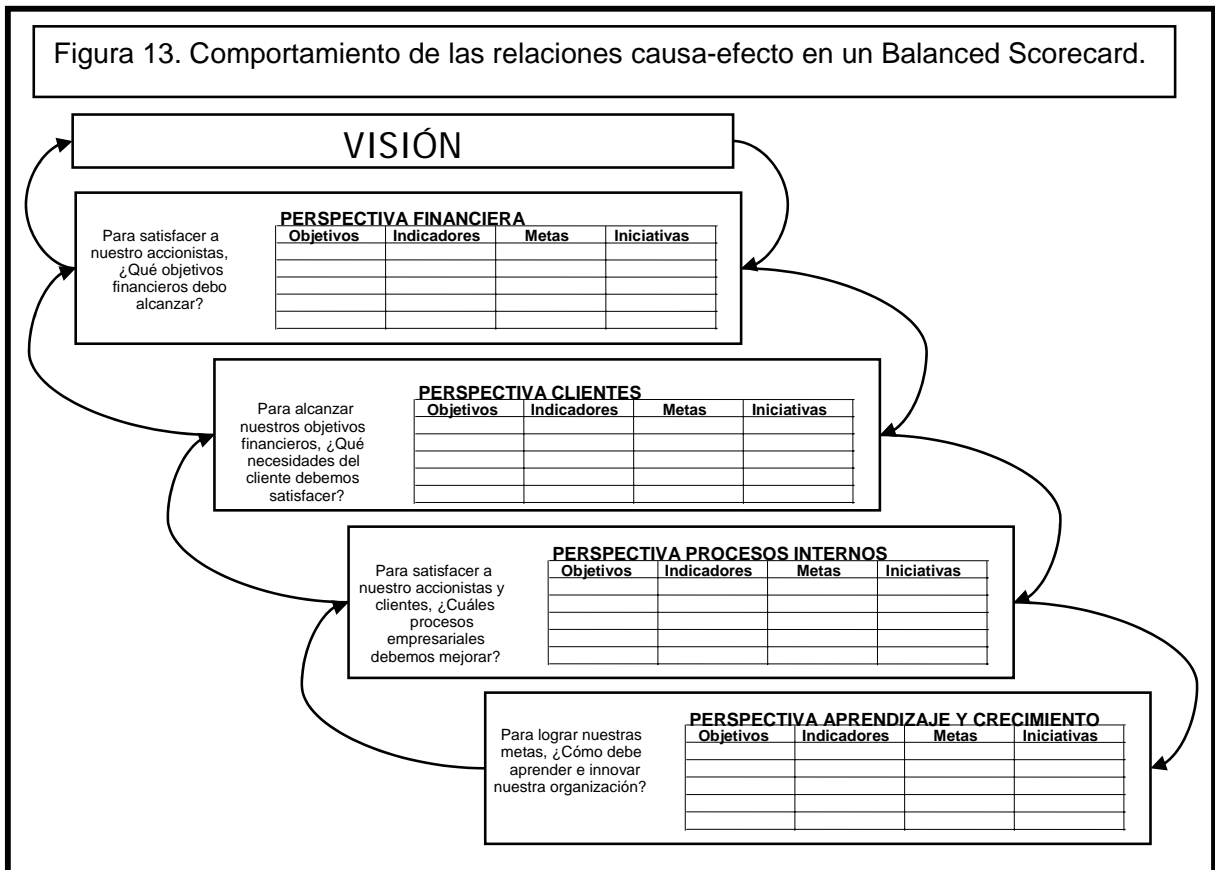 Figura 13. Comportamiento de las relaciones causa-efecto en un Balanced Scorecard.
VISIÓN
PERSPECTIVA FINANCIERA
Objetivos Indicadores Metas Iniciativas
Para satisfacer a
nuestro accionistas,
¿Qué objetivos
financieros debo
alcanzar?
PERSPECTIVA CLIENTES
Objetivos Indicadores Metas Iniciativas
Para alcanzar
nuestros objetivos
financieros, ¿Qué
necesidades del
cliente debemos
satisfacer?
PERSPECTIVA PROCESOS INTERNOS
Objetivos Indicadores Metas Iniciativas
Para satisfacer a
nuestro accionistas y
clientes, ¿Cuáles
procesos
empresariales
debemos mejorar?
PERSPECTIVA APRENDIZAJE Y CRECIMIENTO
Objetivos Indicadores Metas Iniciativas
Para lograr nuestras
metas, ¿Cómo debe
aprender e innovar
nuestra organización?